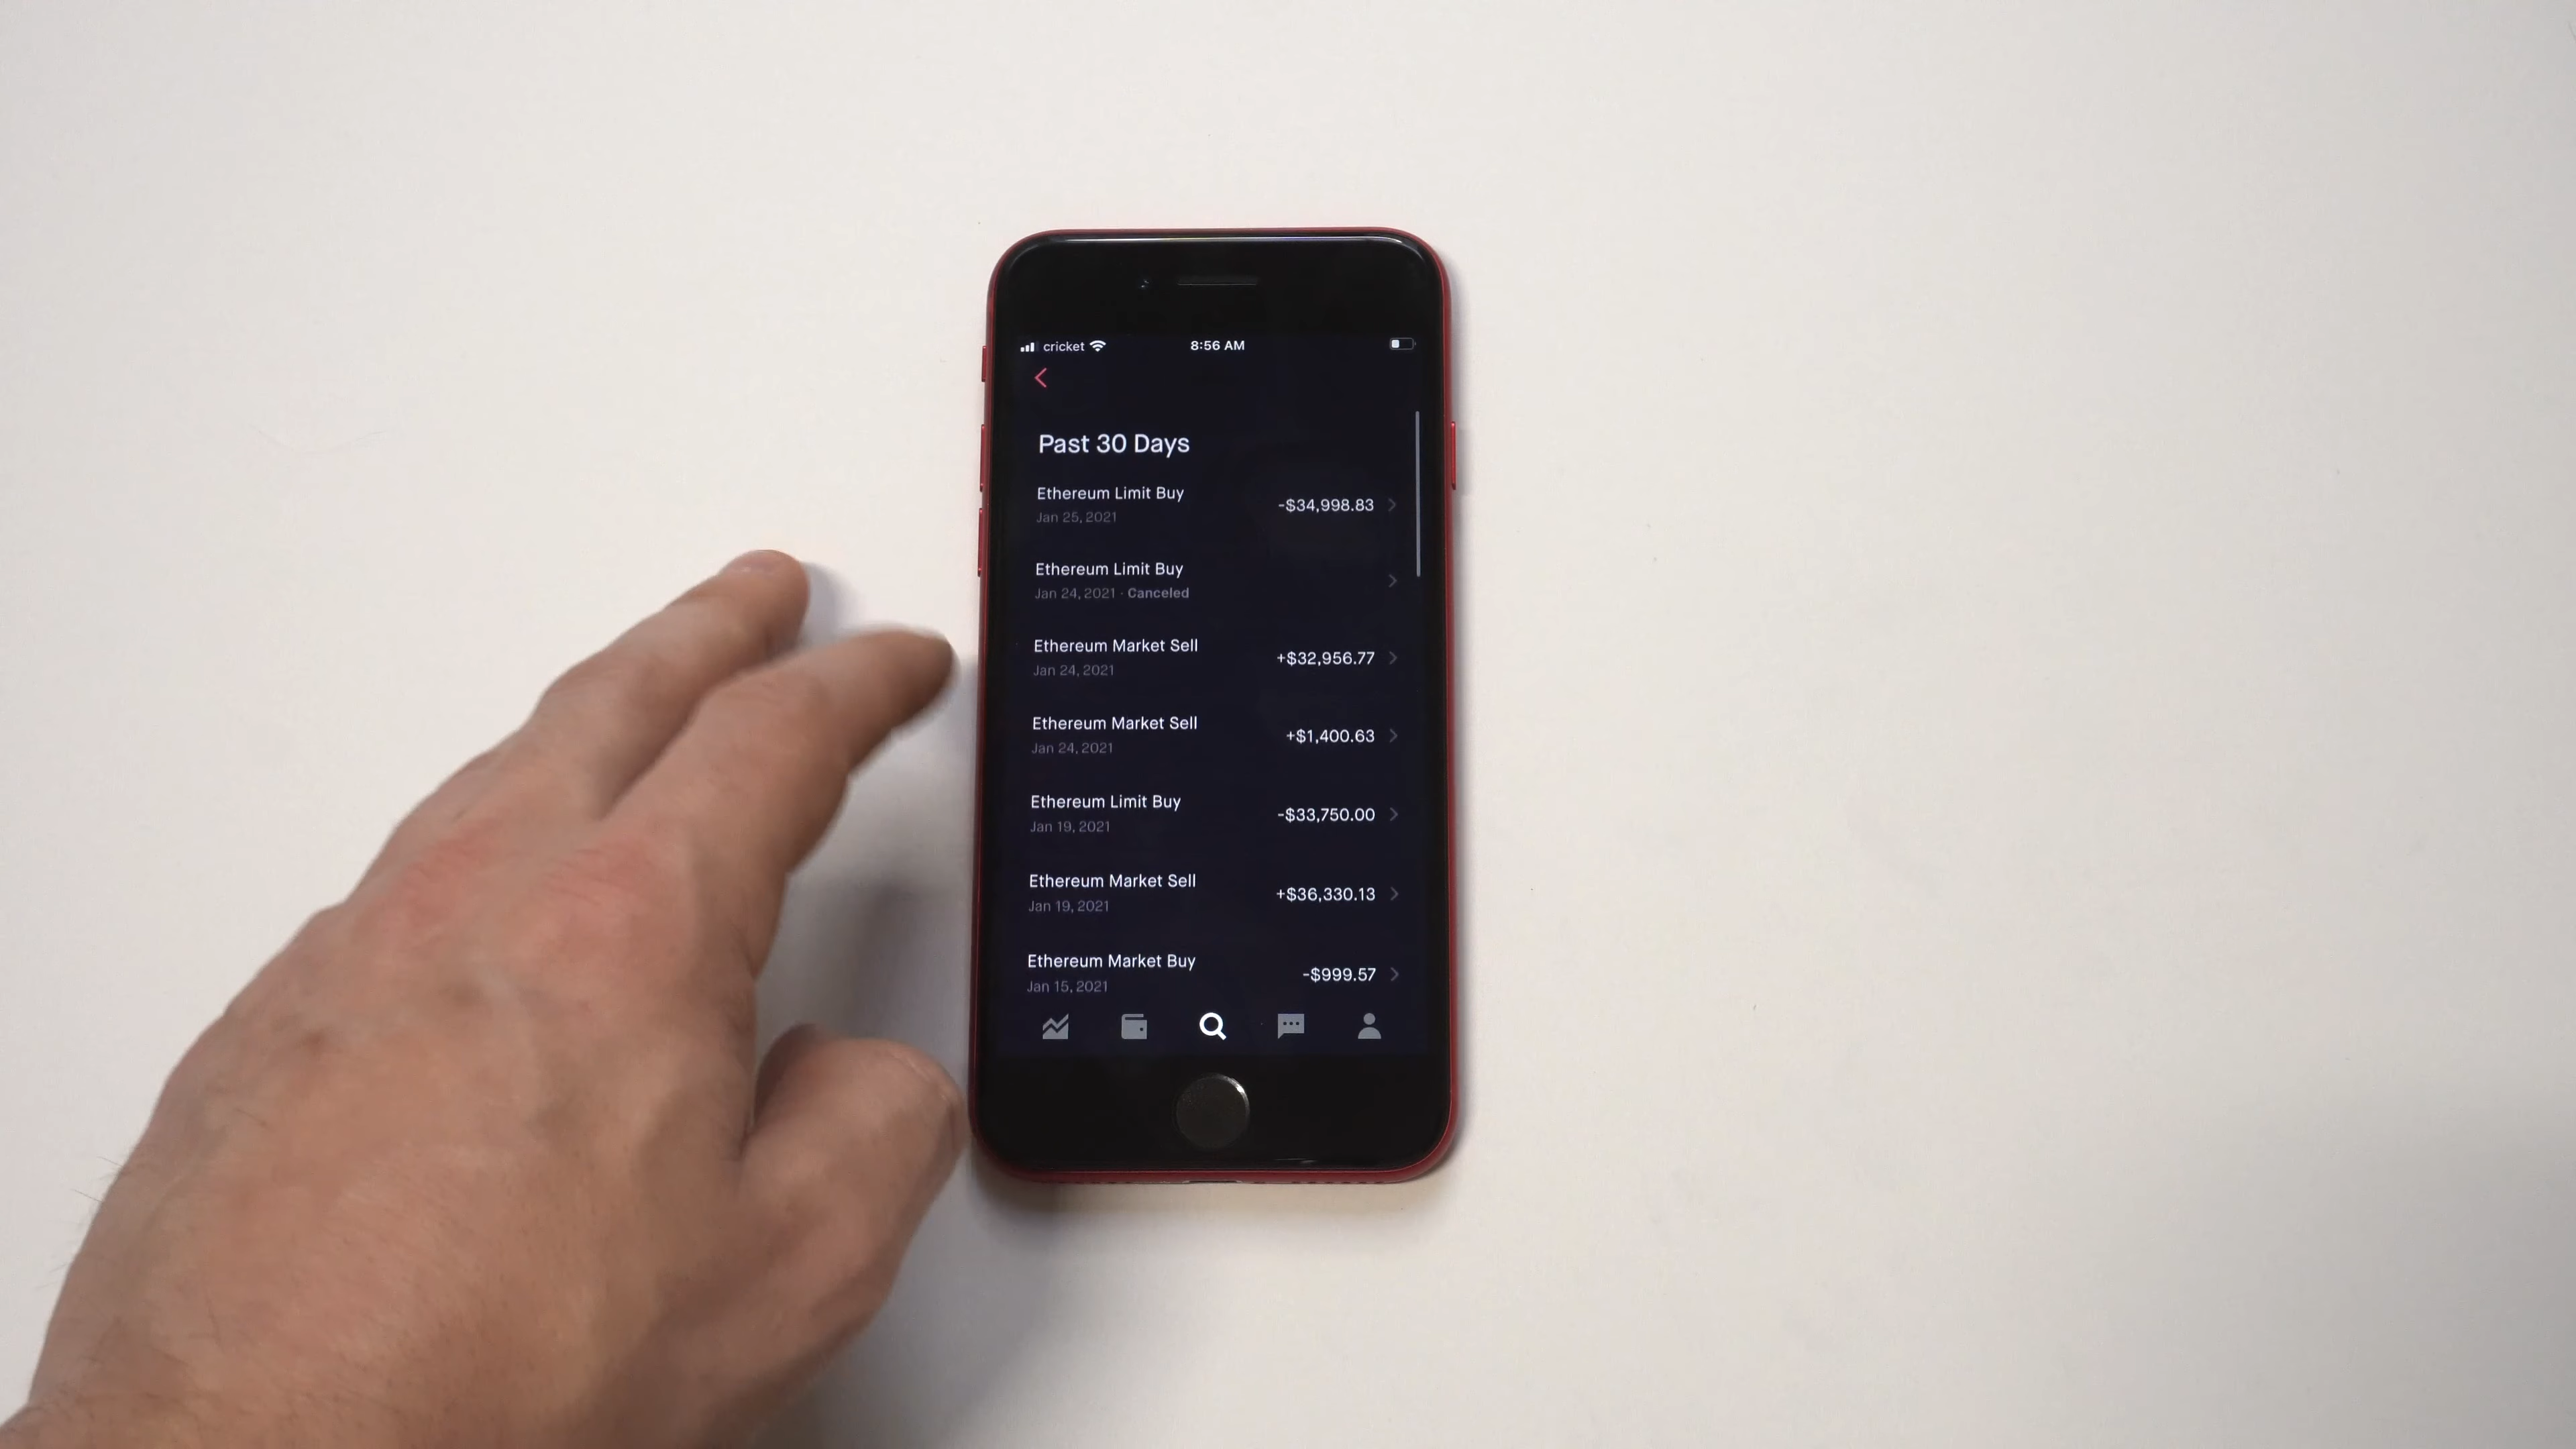 cricket 8:56 AM
Past 30 Days
Ethereum Limit Buy -$34,998.83
Jan 25, 2021
Ethereum Limit Buy
Jan 24, 2021 · Canceled
Ethereum Market Sell +$32,956.77
Jan 24, 2021
Ethereum Market Sell +$1,400.63
Jan 24, 2021
Ethereum Limit Buy -$33,750.00
Jan 19, 2021
Ethereum Market Sell +$36,330.13
Jan 19, 2021
Ethereum Market Buy -$999.57
Jan 15, 2021